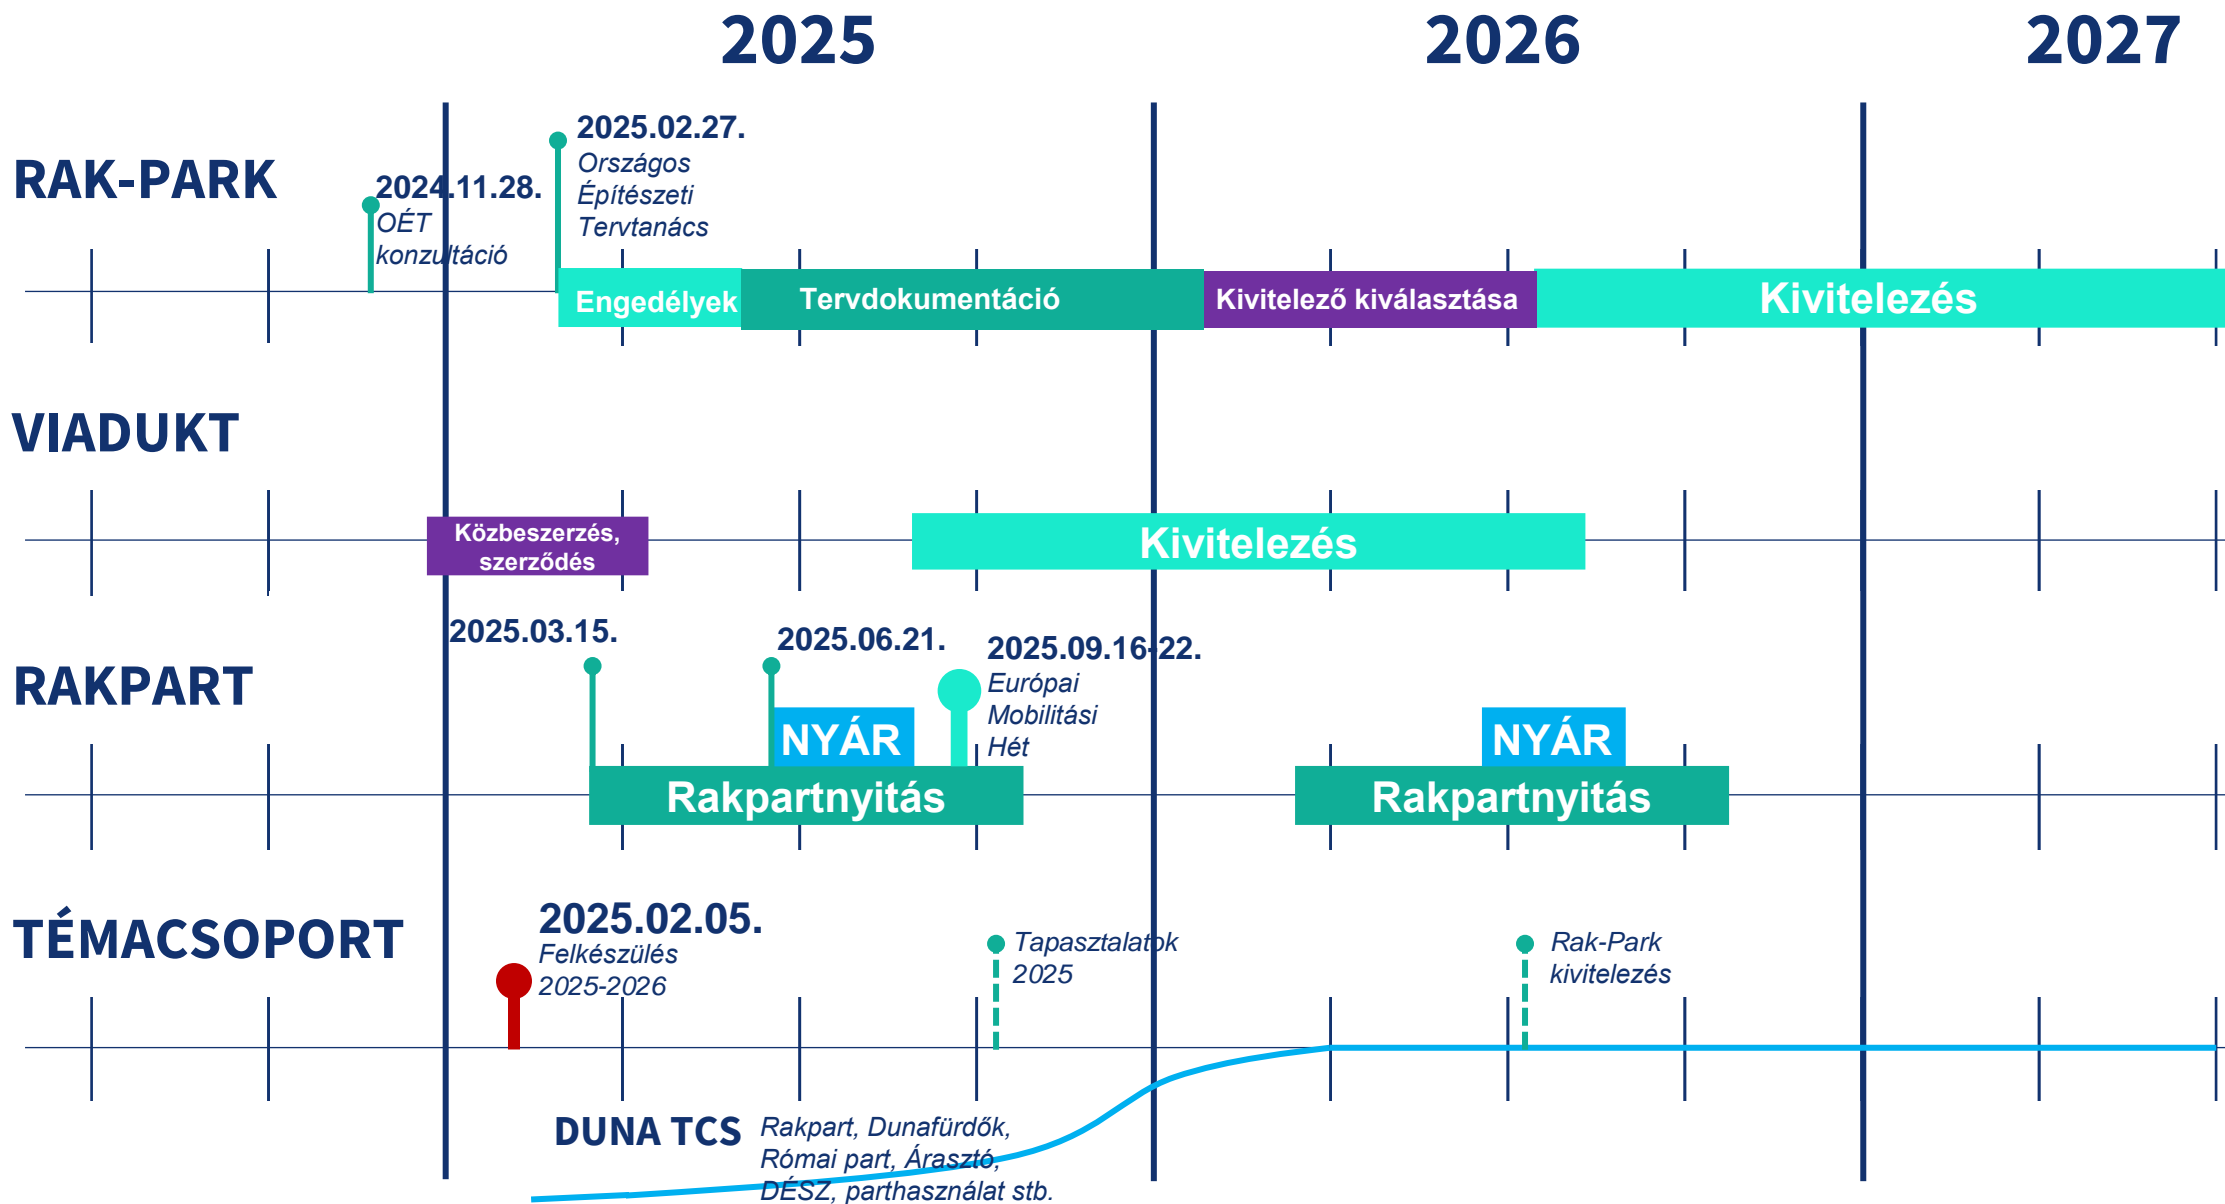 2025
2026
2027
RAK-PARK
2024.11.28.
OÉT
konzultáció
2025.02.27.
Országos
Építészeti
Tervtanács
Engedélyek
Tervdokumentáció
Kivitelező kiválasztása
Kivitelezés
VIADUKT
Közbeszerzés,
szerződés
Kivitelezés
RAKPART
2025.03.15.
2025.06.21.
2025.09.16-22.
Európai
Mobilitási
Hét
NYÁR
Rakpartnyitás
NYÁR
Rakpartnyitás
TÉMACSOPORT
2025.02.05.
Felkészülés
2025-2026
Tapasztalatok
2025
Rak-Park
kivitelezés
DUNA TCS
Rakpart, Dunafürdők,
Római part, Árasztó,
DÉSZ, parthasználat stb.